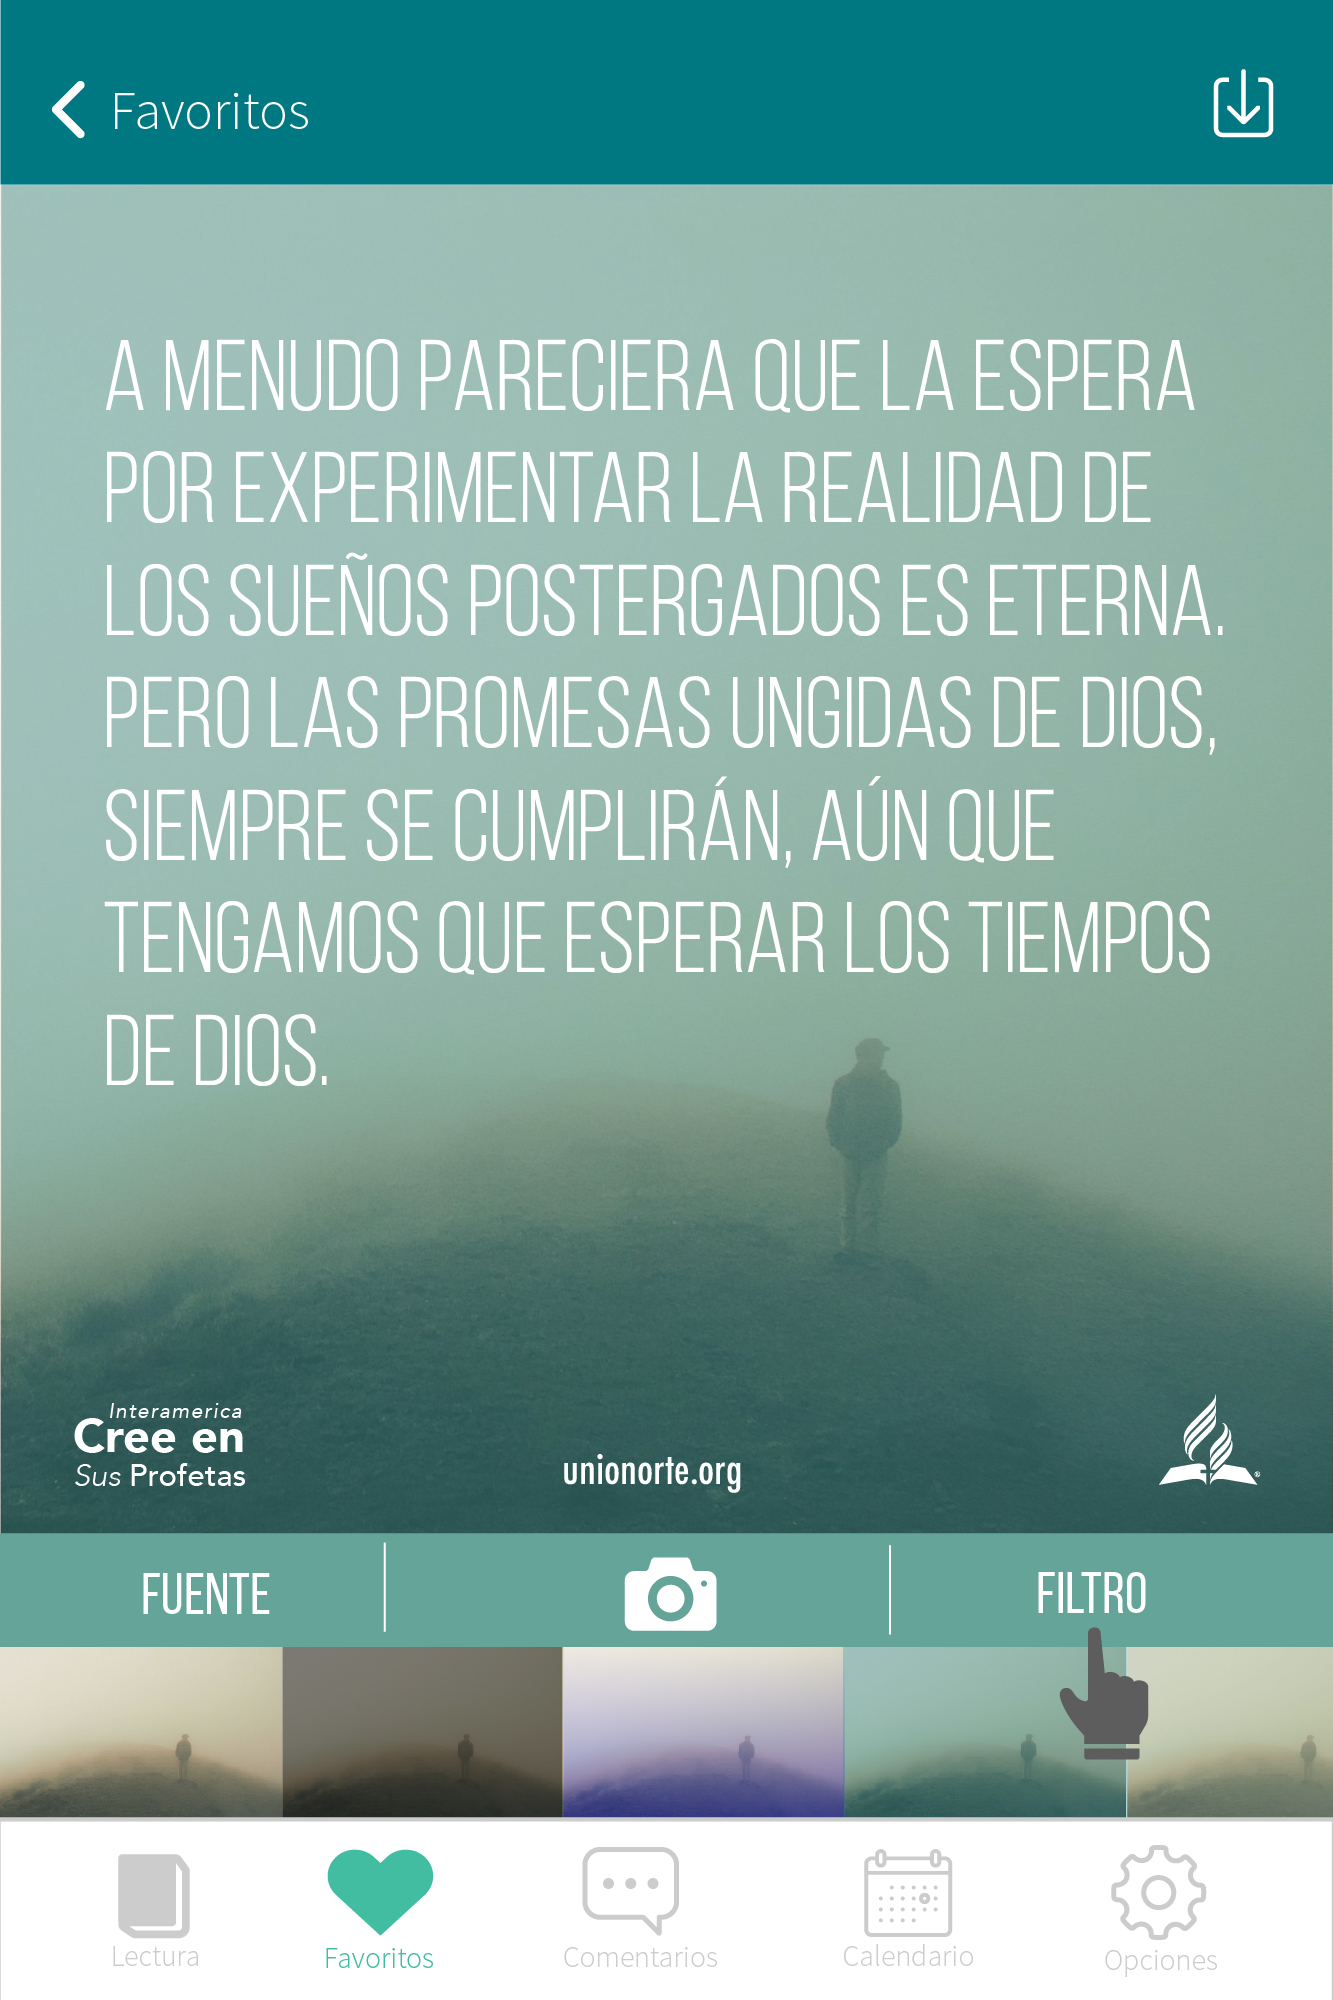 Favoritos
A MENUDO PARECIERA QUE LA ESPERA
POR EXPERIMENTAR LA REALIDAD DE
LOS SUEÑOS POSTERGADOS ES ETERNA.
PERO LAS PROMESAS UNGIDAS DE DIOS,
SIEMPRE SE CUMPLIRÁN, AÚN QUE
TENGAMOS QUE ESPERAR LOS TIEMPOS
DE DIOS.
Interamerica
Cree en
Sus Profetas
unionorte.org
®
FUENTE
FILTRO
Lectura
Favoritos
Comentarios
Calendario
Opciones